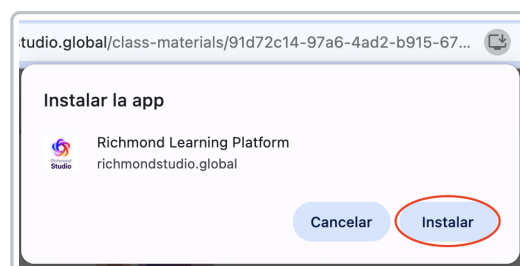 tudio.global/class-materials/91d72c14-97a6-4ad2-b915-67...
Instalar la app
Richmond Learning Platform
richmondstudio.global
Richmond
Studio
Cancelar
Instalar